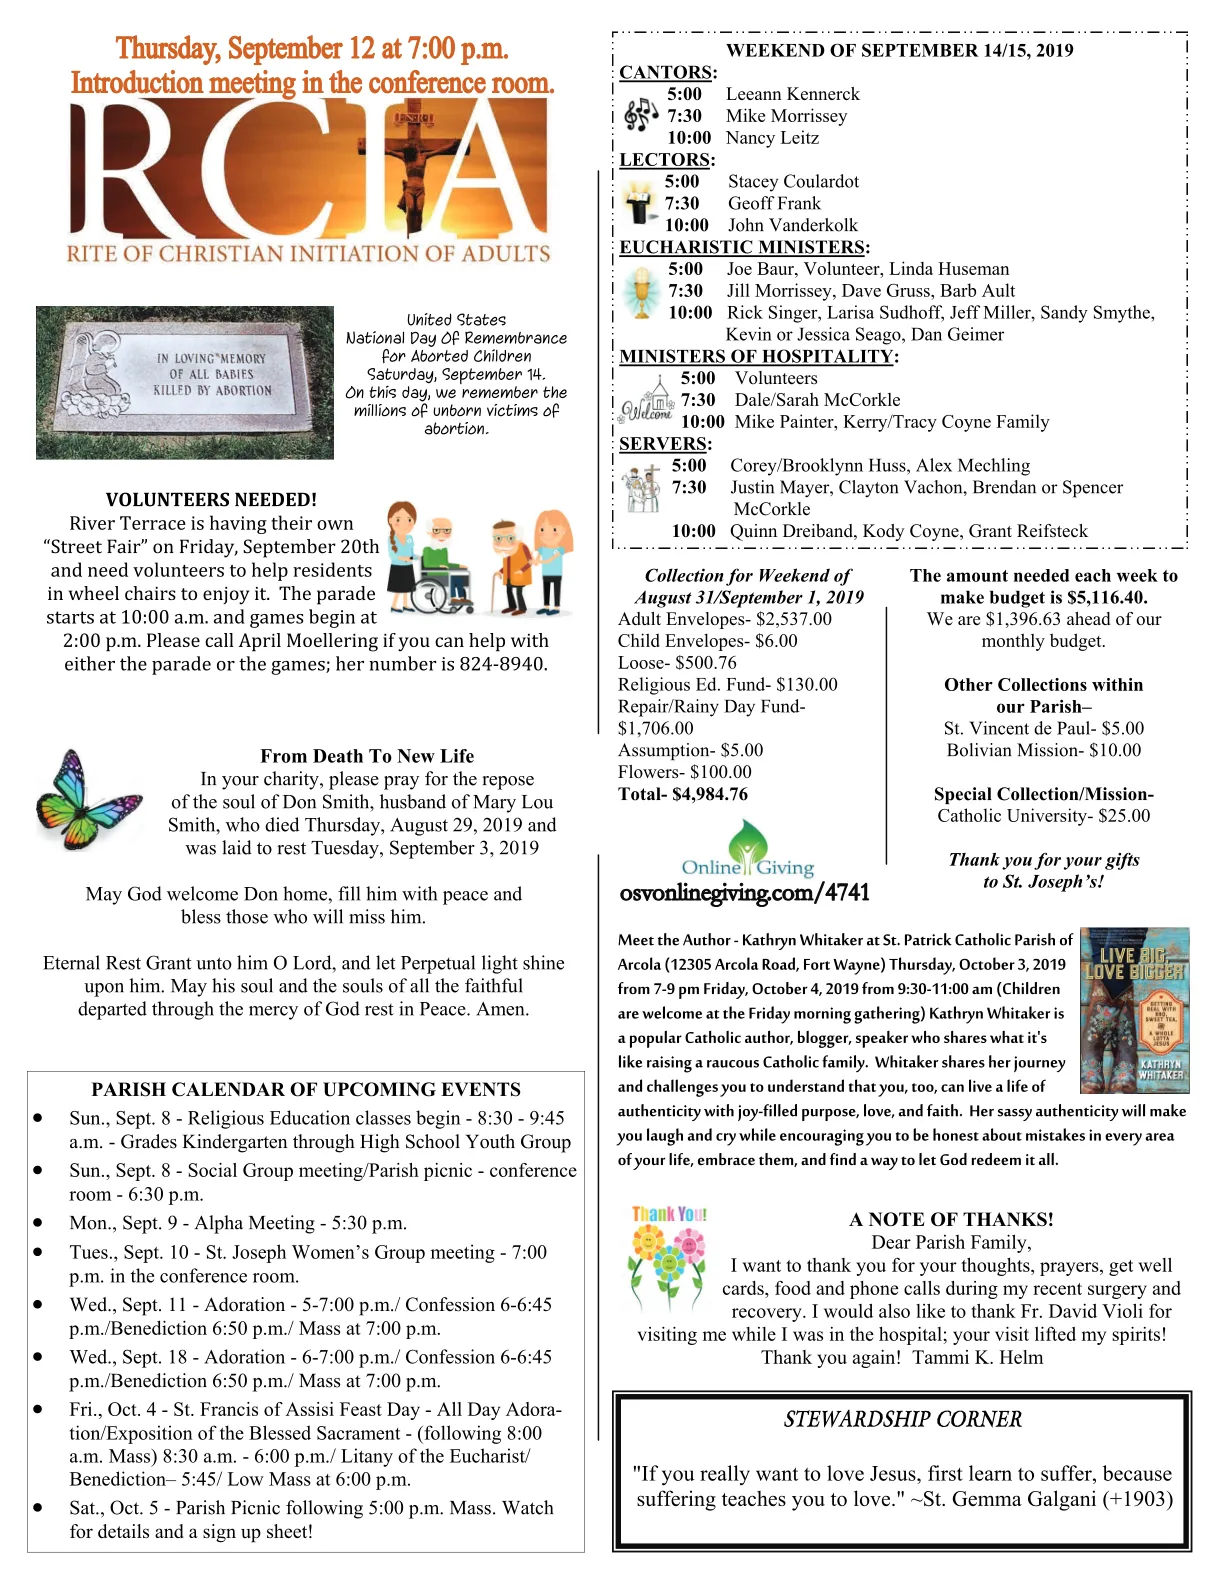 Thursday, September 12 at 7:00 p.m.
Introduction meeting in the conference room.
RCIA
RITE OF CHRISTIAN INITIATION OF ADULTS
IN LOVING MEMORY
OF ALL BABIES
KILLED BY ABORTION
United States
National Day Of Remembrance
for Aborted Children
Saturday, September 14.
On this day, we remember the
millions of unborn victims of
abortion.
VOLUNTEERS NEEDED!
River Terrace is having their own
“Street Fair” on Friday, September 20th
and need volunteers to help residents
in wheel chairs to enjoy it. The parade
starts at 10:00 a.m. and games begin at
2:00 p.m. Please call April Moellering if you can help with
either the parade or the games; her number is 824-8940.
From Death To New Life
In your charity, please pray for the repose
of the soul of Don Smith, husband of Mary Lou
Smith, who died Thursday, August 29, 2019 and
was laid to rest Tuesday, September 3, 2019
May God welcome Don home, fill him with peace and
bless those who will miss him.
Eternal Rest Grant unto him O Lord, and let Perpetual light shine
upon him. May his soul and the souls of all the faithful
departed through the mercy of God rest in Peace. Amen.
PARISH CALENDAR OF UPCOMING EVENTS
• Sun., Sept. 8 - Religious Education classes begin - 8:30 - 9:45
a.m. - Grades Kindergarten through High School Youth Group
• Sun., Sept. 8 - Social Group meeting/Parish picnic - conference
room - 6:30 p.m.
• Mon., Sept. 9 - Alpha Meeting - 5:30 p.m.
• Tues., Sept. 10 - St. Joseph Women’s Group meeting - 7:00
p.m. in the conference room.
• Wed., Sept. 11 - Adoration - 5-7:00 p.m./ Confession 6-6:45
p.m./Benediction 6:50 p.m./ Mass at 7:00 p.m.
• Wed., Sept. 18 - Adoration - 6-7:00 p.m./ Confession 6-6:45
p.m./Benediction 6:50 p.m./ Mass at 7:00 p.m.
• Fri., Oct. 4 - St. Francis of Assisi Feast Day - All Day Adora-
tion/Exposition of the Blessed Sacrament - (following 8:00
a.m. Mass) 8:30 a.m. - 6:00 p.m./ Litany of the Eucharist/
Benediction– 5:45/ Low Mass at 6:00 p.m.
• Sat., Oct. 5 - Parish Picnic following 5:00 p.m. Mass. Watch
for details and a sign up sheet!
WEEKEND OF SEPTEMBER 14/15, 2019
CANTORS:
5:00 Leeann Kennerck
7:30 Mike Morrissey
10:00 Nancy Leitz
LECTORS:
5:00 Stacey Coulardot
7:30 Geoff Frank
10:00 John Vanderkolk
EUCHARISTIC MINISTERS:
5:00 Joe Baur, Volunteer, Linda Huseman
7:30 Jill Morrissey, Dave Gruss, Barb Ault
10:00 Rick Singer, Larisa Sudhoff, Jeff Miller, Sandy Smythe,
Kevin or Jessica Seago, Dan Geimer
MINISTERS OF HOSPITALITY:
5:00 Volunteers
Welcome
7:30 Dale/Sarah McCorkle
10:00 Mike Painter, Kerry/Tracy Coyne Family
SERVERS:
5:00 Corey/Brooklynn Huss, Alex Mechling
7:30 Justin Mayer, Clayton Vachon, Brendan or Spencer
McCorkle
10:00 Quinn Dreiband, Kody Coyne, Grant Reifsteck
Collection for Weekend of
August 31/September 1, 2019
Adult Envelopes- $2,537.00
Child Envelopes- $6.00
Loose- $500.76
Religious Ed. Fund- $130.00
Repair/Rainy Day Fund-
$1,706.00
Assumption- $5.00
Flowers- $100.00
Total- $4,984.76
Online Giving
osvonlinegiving.com/4741
The amount needed each week to
make budget is $5,116.40.
We are $1,396.63 ahead of our
monthly budget.
Other Collections within
our Parish–
St. Vincent de Paul- $5.00
Bolivian Mission- $10.00
Special Collection/Mission-
Catholic University- $25.00
Thank you for your gifts
to St. Joseph’s!
Meet the Author - Kathryn Whitaker at St. Patrick Catholic Parish of
Arcola (12305 Arcola Road, Fort Wayne) Thursday, October 3, 2019
from 7-9 pm Friday, October 4, 2019 from 9:30-11:00 am (Children
are welcome at the Friday morning gathering) Kathryn Whitaker is
a popular Catholic author, blogger, speaker who shares what it's
like raising a raucous Catholic family. Whitaker shares her journey
and challenges you to understand that you, too, can live a life of
authenticity with joy-filled purpose, love, and faith. Her sassy authenticity will make
you laugh and cry while encouraging you to be honest about mistakes in every area
of your life, embrace them, and find a way to let God redeem it all.
LIVE BIG,
LOVE BIGGER
GETTING
REAL WITH
BBQ,
SWEET TEA,
&
A WHOLE
LOTTA
JESUS
KATHRYN
WHITAKER
Thank You!
A NOTE OF THANKS!
Dear Parish Family,
I want to thank you for your thoughts, prayers, get well
cards, food and phone calls during my recent surgery and
recovery. I would also like to thank Fr. David Violi for
visiting me while I was in the hospital; your visit lifted my spirits!
Thank you again! Tammi K. Helm
STEWARDSHIP CORNER
"If you really want to love Jesus, first learn to suffer, because
suffering teaches you to love." ~St. Gemma Galgani (+1903)